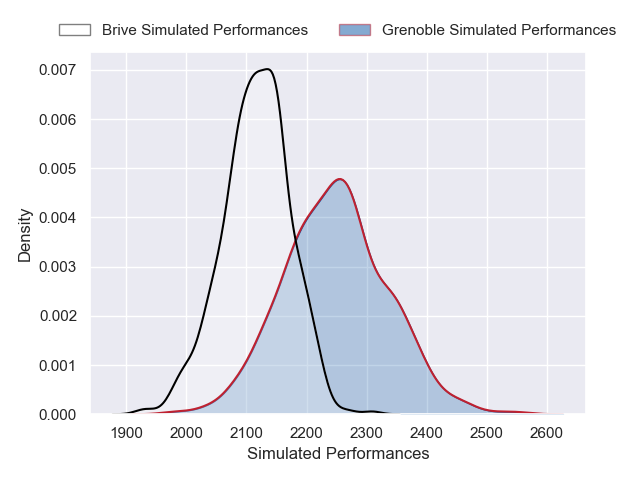 Brive Simulated Performances
Grenoble Simulated Performances
0.007
0.006
0.005
0.004
0.003
0.002
0.001
0.000
Density
1900 2000 2100 2200 2300 2400 2500 2600
Simulated Performances